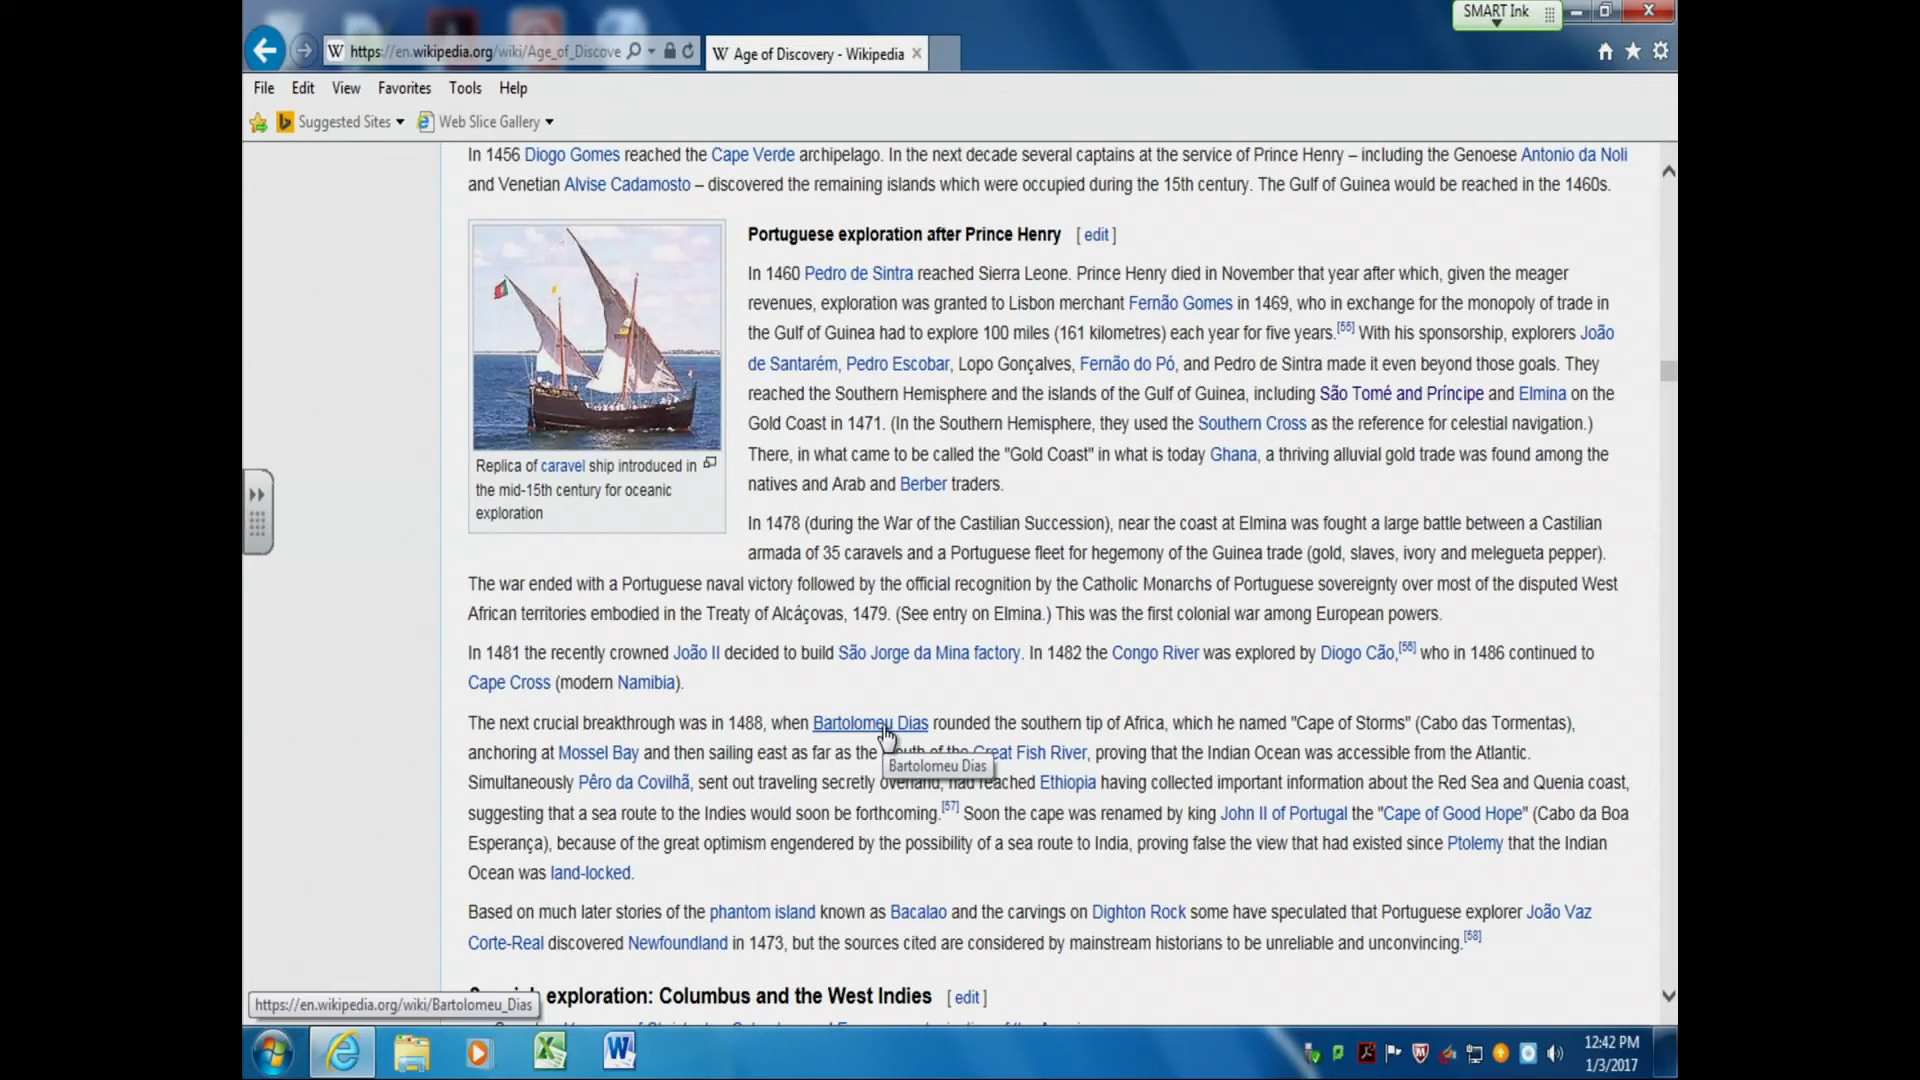 SMART Ink
https://en.wikipedia.org/wiki/Age_of_Discove
W Age of Discovery - Wikipedia
File Edit View Favorites Tools Help
Suggested Sites Web Slice Gallery
In 1456 Diogo Gomes reached the Cape Verde archipelago. In the next decade several captains at the service of Prince Henry – including the Genoese Antonio da Noli
and Venetian Alvise Cadamosto – discovered the remaining islands which were occupied during the 15th century. The Gulf of Guinea would be reached in the 1460s.
Replica of caravel ship introduced in
the mid-15th century for oceanic
exploration
Portuguese exploration after Prince Henry [ edit ]
In 1460 Pedro de Sintra reached Sierra Leone. Prince Henry died in November that year after which, given the meager
revenues, exploration was granted to Lisbon merchant Fernão Gomes in 1469, who in exchange for the monopoly of trade in
the Gulf of Guinea had to explore 100 miles (161 kilometres) each year for five years.[55] With his sponsorship, explorers João
de Santarém, Pedro Escobar, Lopo Gonçalves, Fernão do Pó, and Pedro de Sintra made it even beyond those goals. They
reached the Southern Hemisphere and the islands of the Gulf of Guinea, including São Tomé and Príncipe and Elmina on the
Gold Coast in 1471. (In the Southern Hemisphere, they used the Southern Cross as the reference for celestial navigation.)
There, in what came to be called the "Gold Coast" in what is today Ghana, a thriving alluvial gold trade was found among the
natives and Arab and Berber traders.
In 1478 (during the War of the Castilian Succession), near the coast at Elmina was fought a large battle between a Castilian
armada of 35 caravels and a Portuguese fleet for hegemony of the Guinea trade (gold, slaves, ivory and melegueta pepper).
The war ended with a Portuguese naval victory followed by the official recognition by the Catholic Monarchs of Portuguese sovereignty over most of the disputed West
African territories embodied in the Treaty of Alcáçovas, 1479. (See entry on Elmina.) This was the first colonial war among European powers.
In 1481 the recently crowned João II decided to build São Jorge da Mina factory. In 1482 the Congo River was explored by Diogo Cão,[56] who in 1486 continued to
Cape Cross (modern Namibia).
The next crucial breakthrough was in 1488, when Bartolomeu Dias rounded the southern tip of Africa, which he named "Cape of Storms" (Cabo das Tormentas),
anchoring at Mossel Bay and then sailing east as far as the mouth of the Great Fish River, proving that the Indian Ocean was accessible from the Atlantic.
Bartolomeu Dias
Simultaneously Pêro da Covilhã, sent out traveling secretly overland, had reached Ethiopia having collected important information about the Red Sea and Quenia coast,
suggesting that a sea route to the Indies would soon be forthcoming.[57] Soon the cape was renamed by king John II of Portugal the "Cape of Good Hope" (Cabo da Boa
Esperança), because of the great optimism engendered by the possibility of a sea route to India, proving false the view that had existed since Ptolemy that the Indian
Ocean was land-locked.
Based on much later stories of the phantom island known as Bacalao and the carvings on Dighton Rock some have speculated that Portuguese explorer João Vaz
Corte-Real discovered Newfoundland in 1473, but the sources cited are considered by mainstream historians to be unreliable and unconvincing.[58]
exploration: Columbus and the West Indies [ edit ]
https://en.wikipedia.org/wiki/Bartolomeu_Dias
12:42 PM
1/3/2017